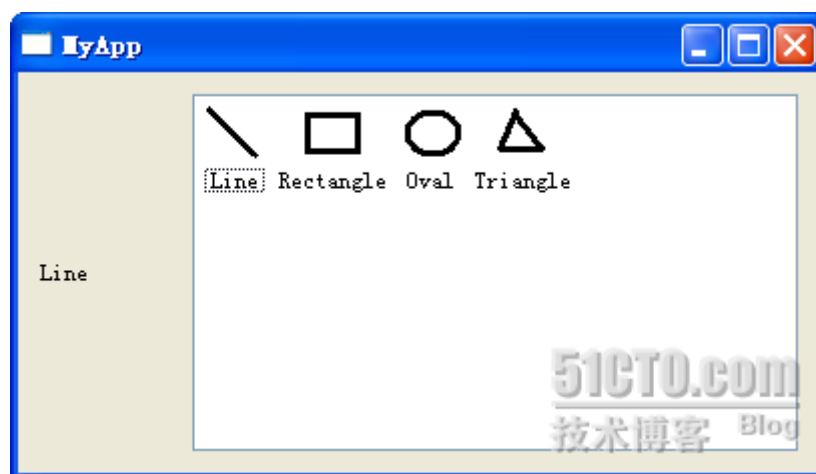 MyApp
Line Rectangle Oval Triangle
Line
51CTO.com
技术博客 Blog